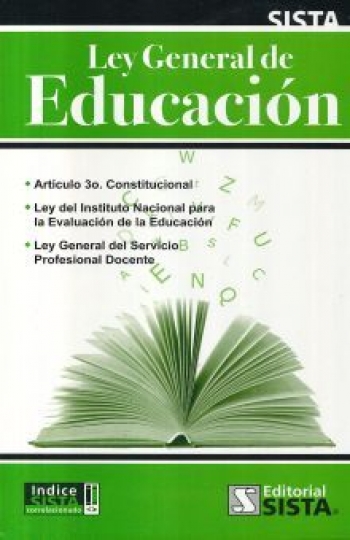 SISTA
Ley General de
Educación
Artículo 3o. Constitucional
Ley del Instituto Nacional para
la Evaluación de la Educación
Ley General del Servicio
Profesional Docente
Indice
SISTA
correlacionado
Editorial
S SISTA®